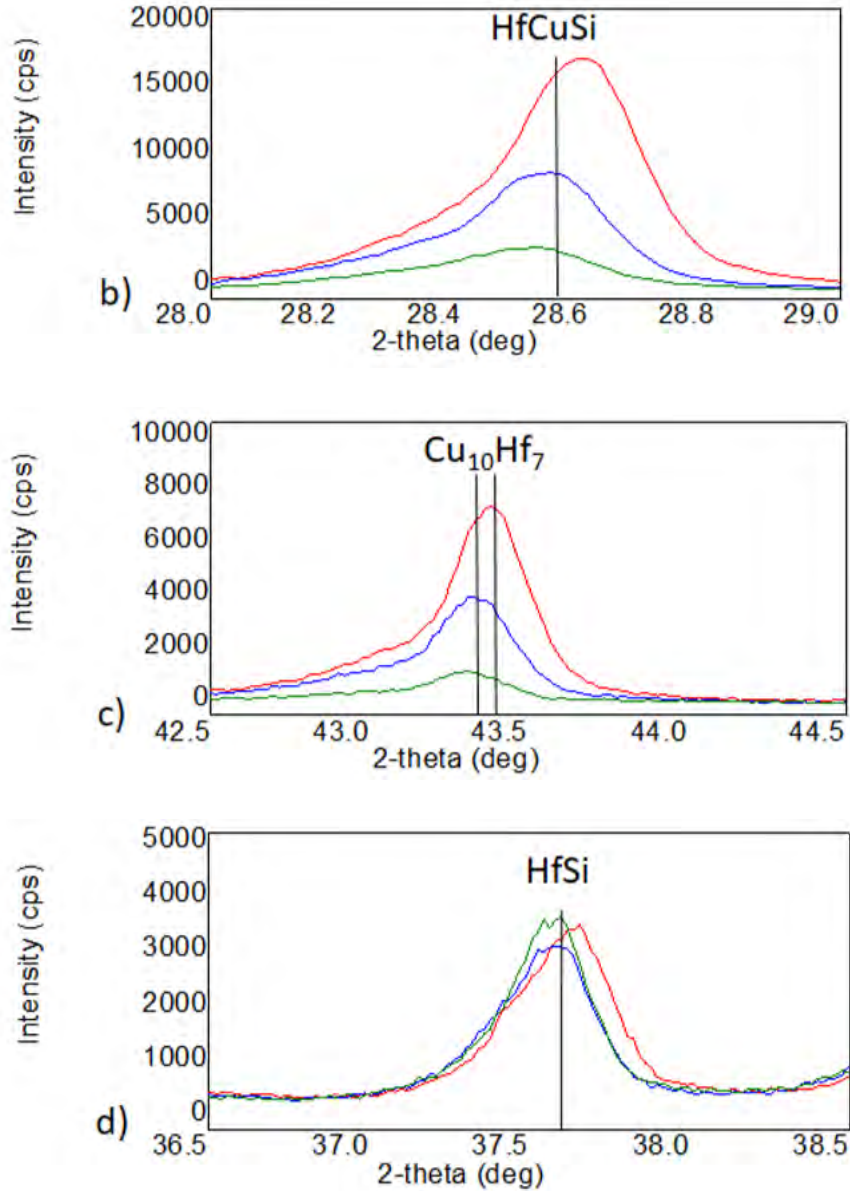 20000
HfCuSi
15000
10000
5000
0
Intensity (cps)
b)
28.0 28.2 28.4 28.6 28.8 29.0
2-theta (deg)
10000
Cu₁₀Hf₇
8000
6000
4000
2000
0
Intensity (cps)
c)
42.5 43.0 43.5 44.0 44.5
2-theta (deg)
5000
HfSi
4000
3000
2000
1000
0
Intensity (cps)
d)
36.5 37.0 37.5 38.0 38.5
2-theta (deg)